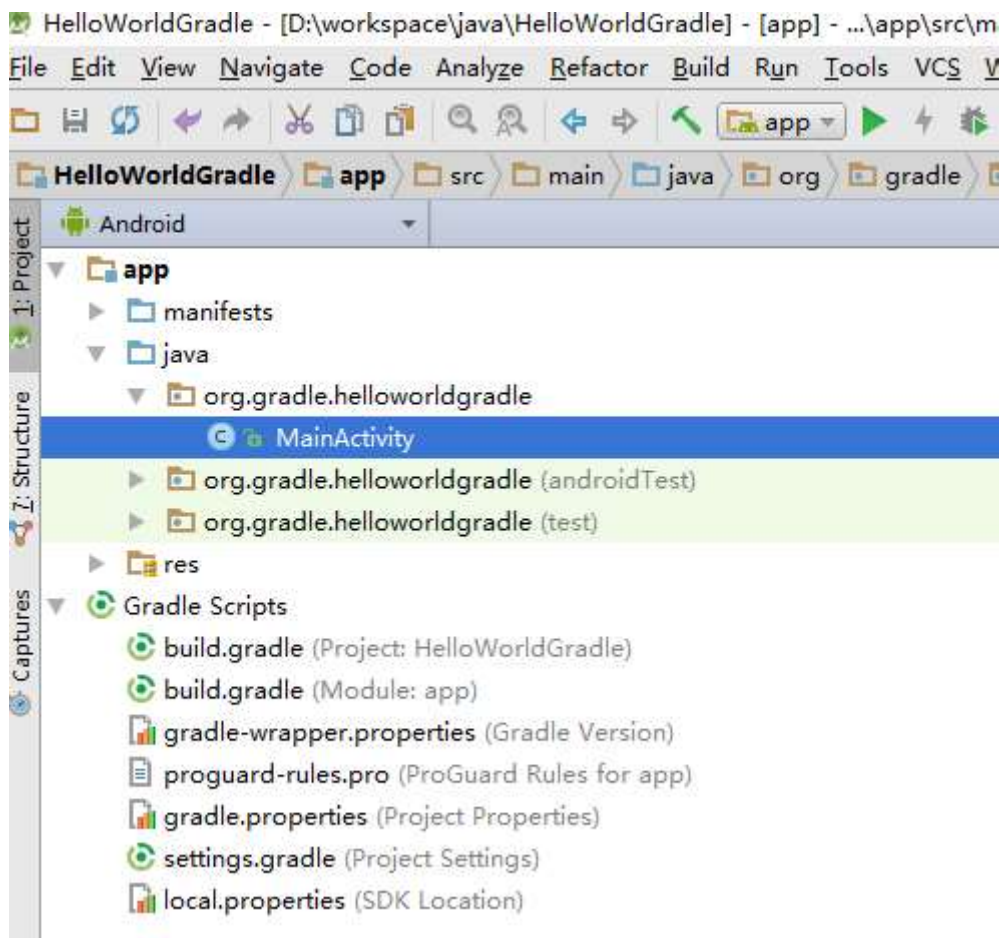 HelloWorldGradle - [D:\workspace\java\HelloWorldGradle] - [app] - ...\app\src\m
File Edit View Navigate Code Analyze Refactor Build Run Tools VCS
app
HelloWorldGradle app src main java org gradle
Android
1: Project
7: Structure
Captures
app
manifests
java
org.gradle.helloworldgradle
MainActivity
org.gradle.helloworldgradle (androidTest)
org.gradle.helloworldgradle (test)
res
Gradle Scripts
build.gradle (Project: HelloWorldGradle)
build.gradle (Module: app)
gradle-wrapper.properties (Gradle Version)
proguard-rules.pro (ProGuard Rules for app)
gradle.properties (Project Properties)
settings.gradle (Project Settings)
local.properties (SDK Location)